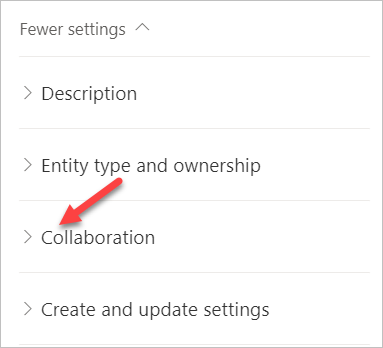 Fewer settings
Description
Entity type and ownership
Collaboration
Create and update settings